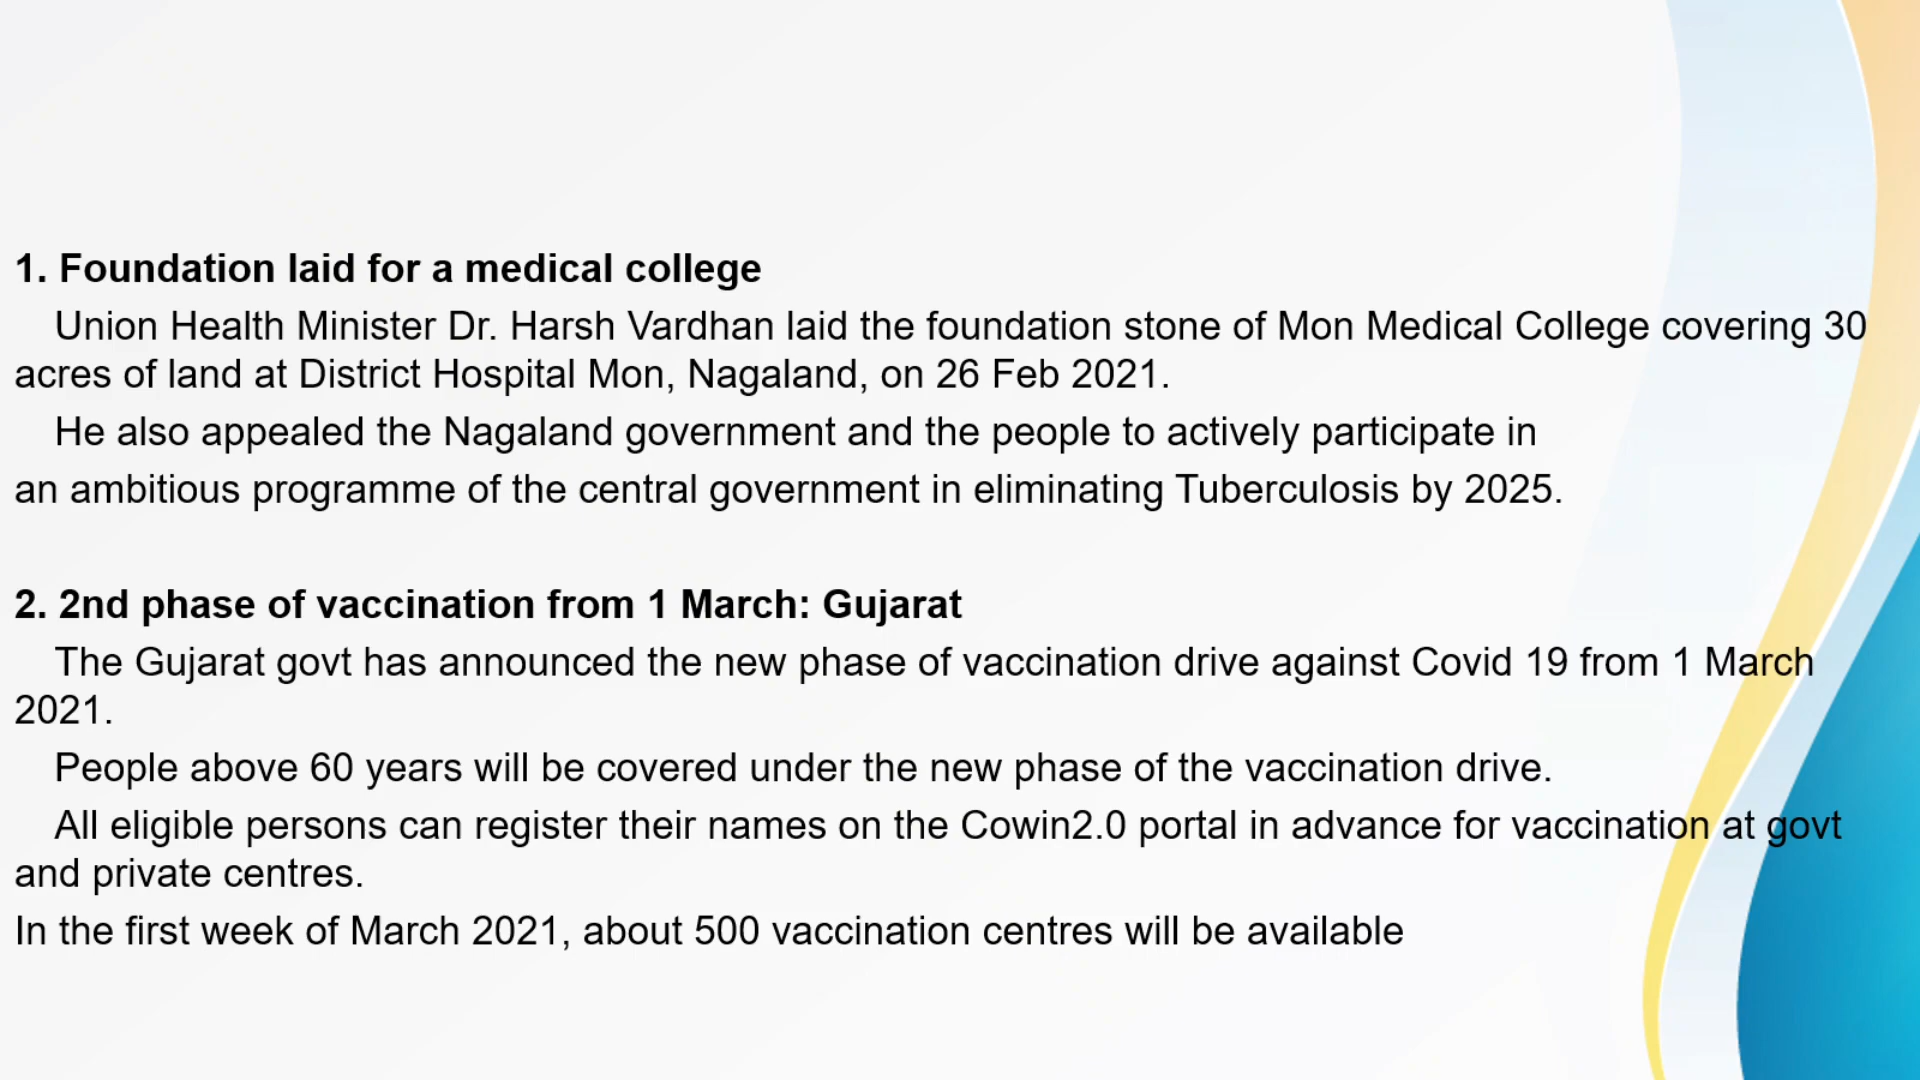 1. Foundation laid for a medical college
Union Health Minister Dr. Harsh Vardhan laid the foundation stone of Mon Medical College covering 30
acres of land at District Hospital Mon, Nagaland, on 26 Feb 2021.
He also appealed the Nagaland government and the people to actively participate in
an ambitious programme of the central government in eliminating Tuberculosis by 2025.
2. 2nd phase of vaccination from 1 March: Gujarat
The Gujarat govt has announced the new phase of vaccination drive against Covid 19 from 1 March
2021.
People above 60 years will be covered under the new phase of the vaccination drive.
All eligible persons can register their names on the Cowin2.0 portal in advance for vaccination at govt
and private centres.
In the first week of March 2021, about 500 vaccination centres will be available